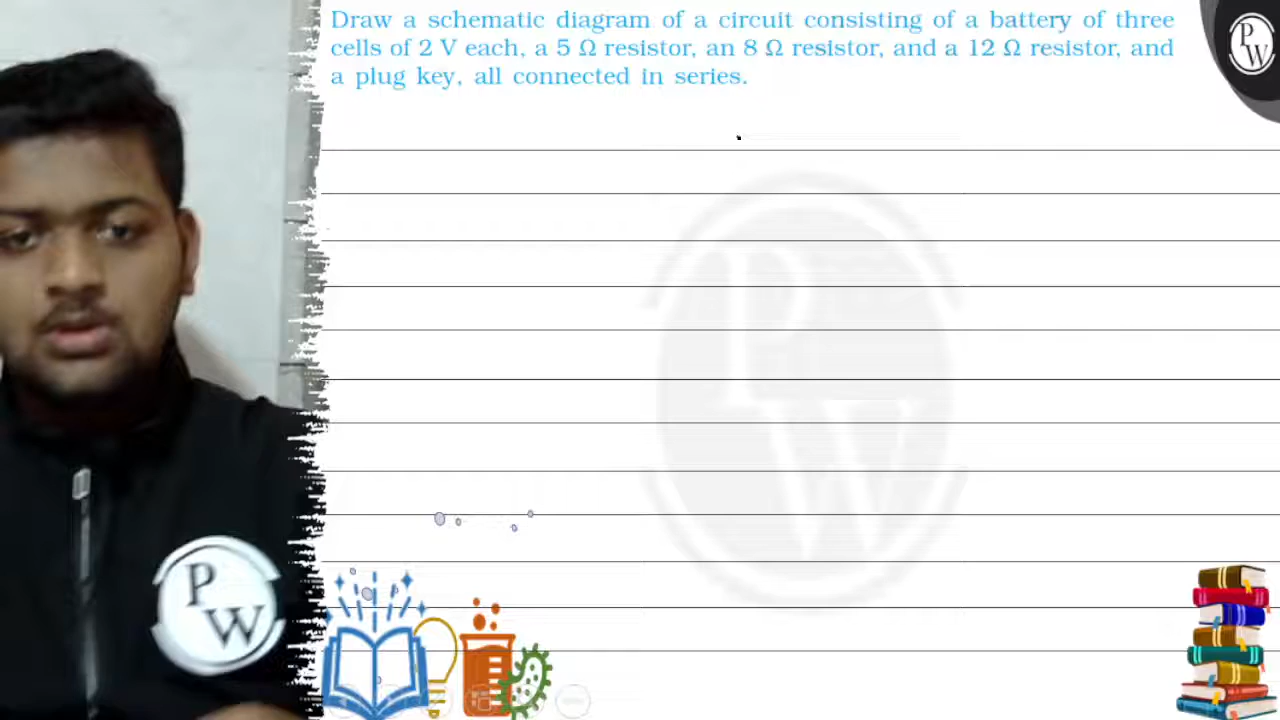 Draw a schematic diagram of a circuit consisting of a battery of three
cells of 2 V each, a 5 Ω resistor, an 8 Ω resistor, and a 12 Ω resistor, and
a plug key, all connected in series.
P
W
P
W
P
W